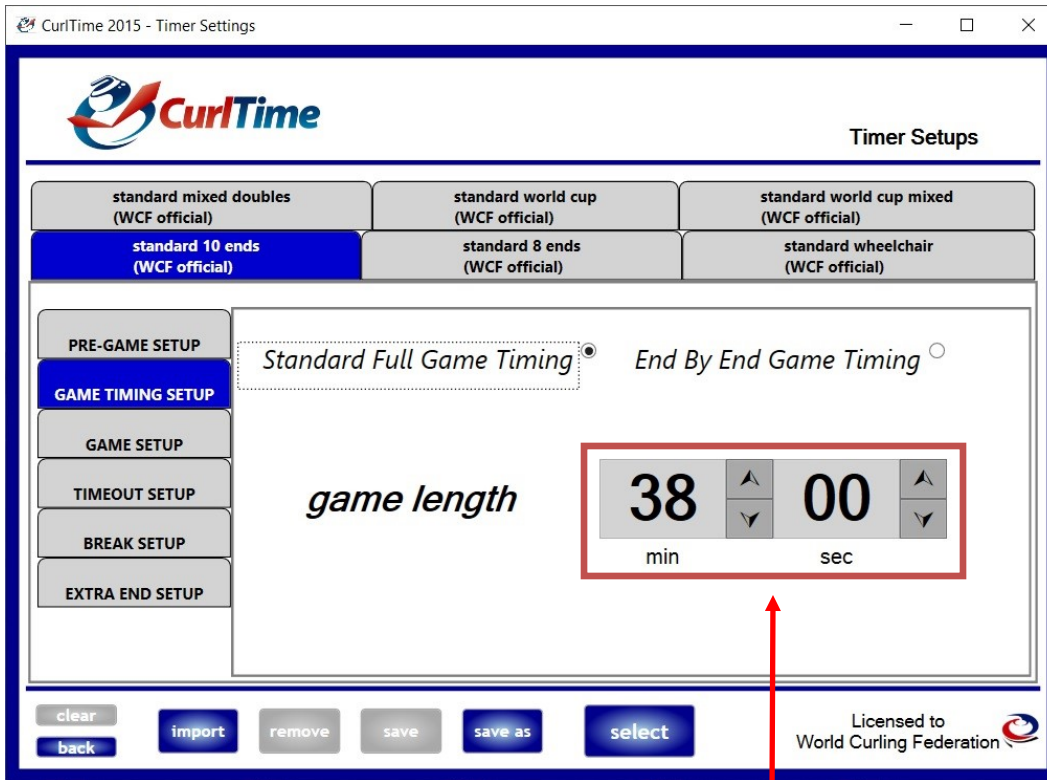 CurlTime 2015 - Timer Settings
CurlTime
Timer Setups
standard mixed doubles
(WCF official)
standard world cup
(WCF official)
standard world cup mixed
(WCF official)
standard 10 ends
(WCF official)
standard 8 ends
(WCF official)
standard wheelchair
(WCF official)
PRE-GAME SETUP
GAME TIMING SETUP
GAME SETUP
TIMEOUT SETUP
BREAK SETUP
EXTRA END SETUP
Standard Full Game Timing
End By End Game Timing
game length
38
00
min
sec
clear
back
import
remove
save
save as
select
Licensed to
World Curling Federation